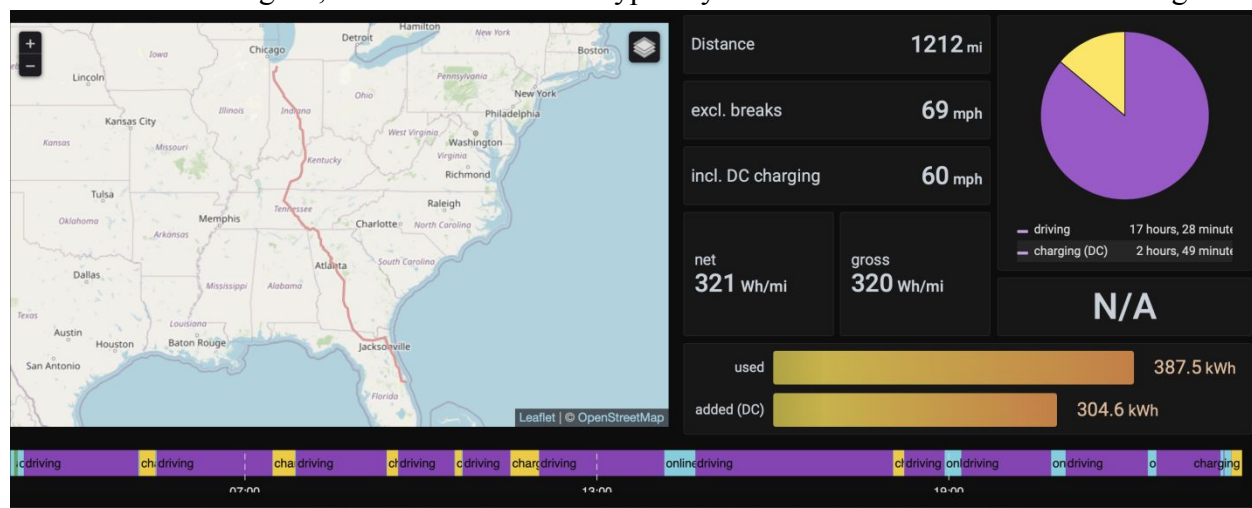 Distance 1212 mi
excl. breaks 69 mph
incl. DC charging 60 mph
net
321 Wh/mi
gross
320 Wh/mi
driving 17 hours, 28 minute
charging (DC) 2 hours, 49 minute
N/A
used 387.5 kWh
added (DC) 304.6 kWh
+
−
Hamilton
New York
Detroit
Boston
Iowa
Chicago
Lincoln
Pennsylvania
Ohio
New York
Illinois
Indiana
Philadelphia
Kansas City
West Virginia
Washington
Kansas
Missouri
Virginia
Kentucky
Richmond
Tulsa
Raleigh
Tennessee
Oklahoma
Memphis
Charlotte
North Carolina
Arkansas
Atlanta
South Carolina
Dallas
Mississippi
Alabama
Texas
Louisiana
Austin
Houston
Baton Rouge
Jacksonville
San Antonio
Florida
Leaflet | © OpenStreetMap
driving driving driving driving driving driving driving driving driving driving charging
07:00 13:00 19:00